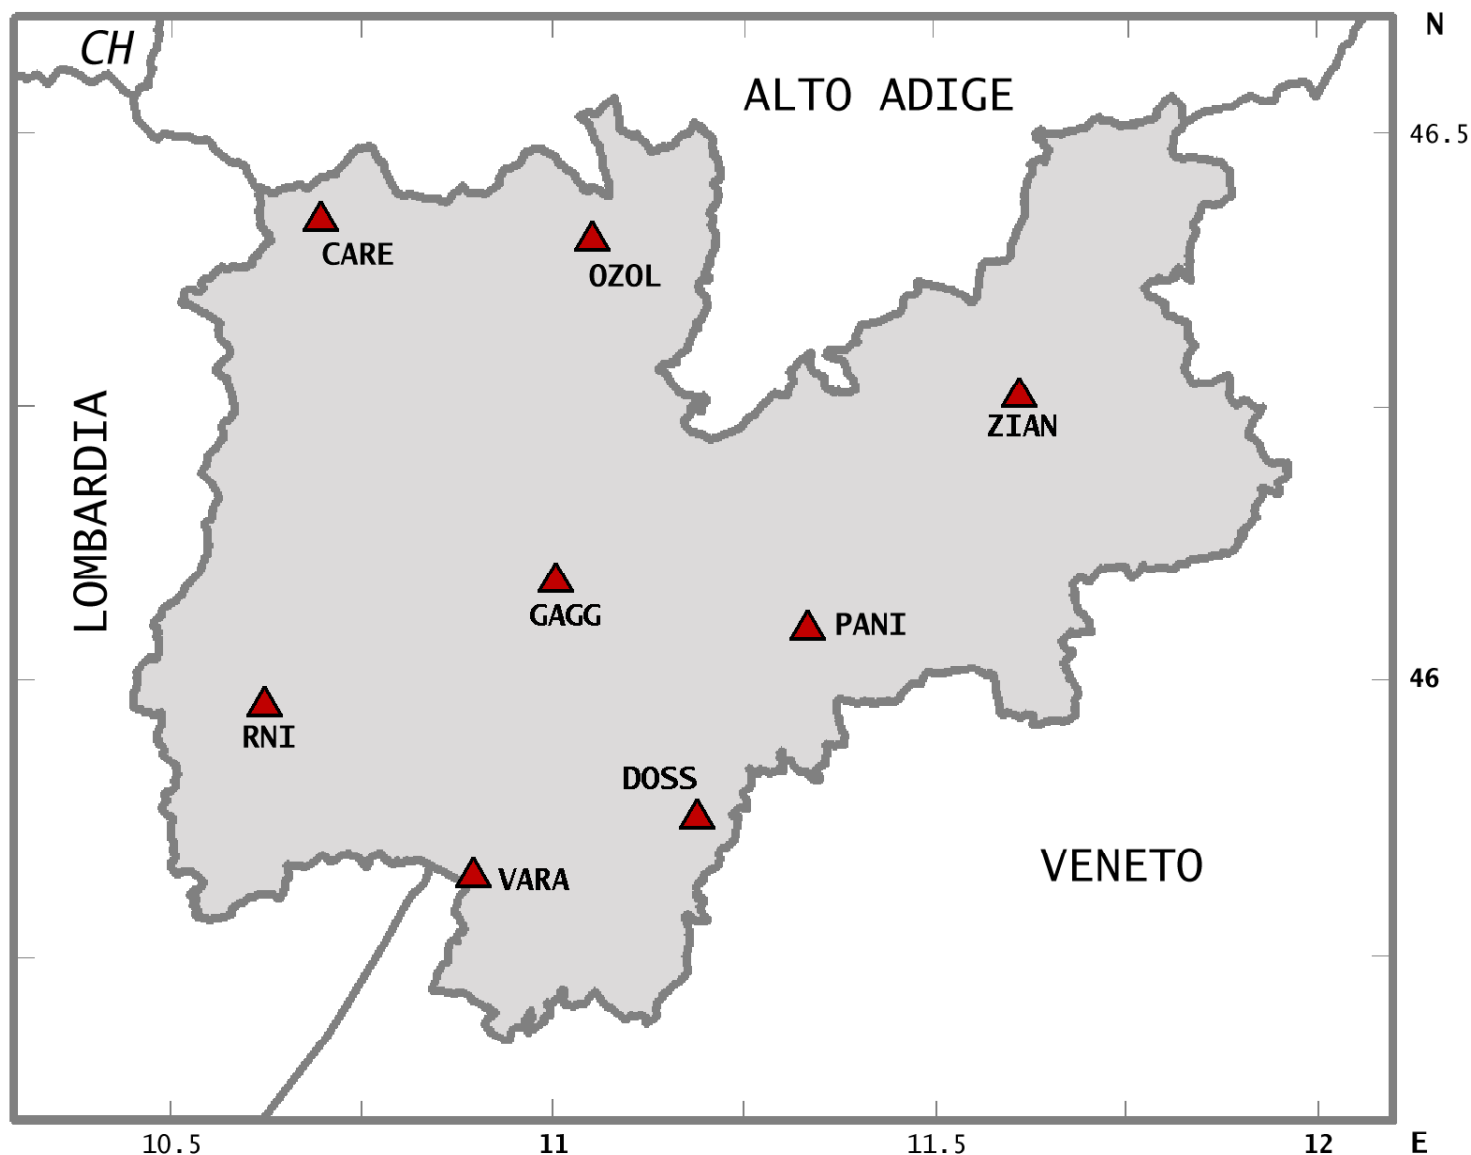 N
CH
ALTO ADIGE
46.5
CARE
OZOL
LOMBARDIA
ZIAN
GAGG
PANI
46
RNI
DOSS
VENETO
VARA
10.5 11 11.5 12 E